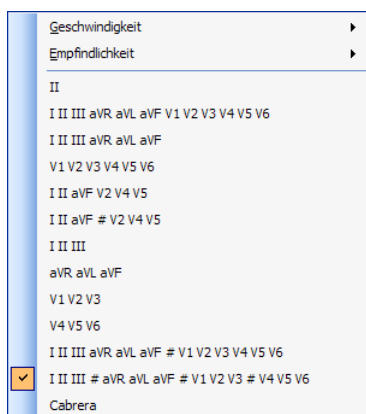 Geschwindigkeit
Empfindlichkeit
II
I II III aVR aVL aVF V1 V2 V3 V4 V5 V6
I II III aVR aVL aVF
V1 V2 V3 V4 V5 V6
I II aVF V2 V4 V5
I II aVF # V2 V4 V5
I II III
aVR aVL aVF
V1 V2 V3
V4 V5 V6
I II III aVR aVL aVF # V1 V2 V3 V4 V5 V6
I II III # aVR aVL aVF # V1 V2 V3 # V4 V5 V6
Cabrera